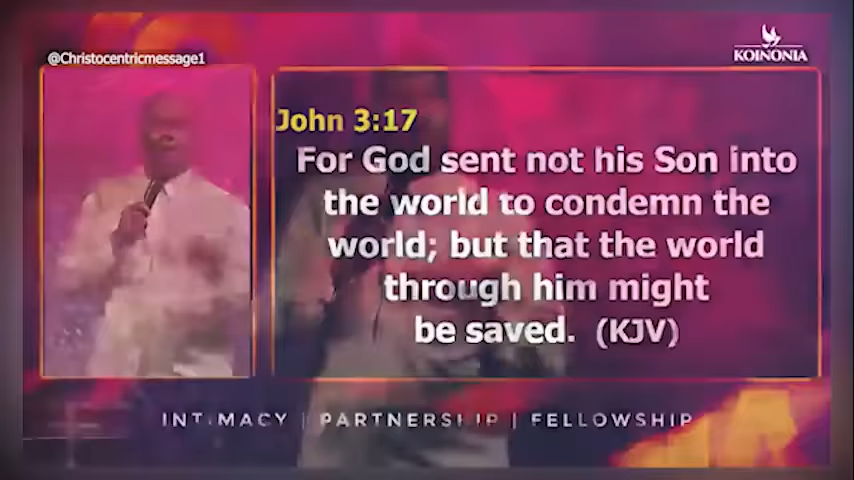 @Christocentricmessage1
KOINONIA
John 3:17
For God sent not his Son into
the world to condemn the
world; but that the world
through him might
be saved. (KJV)
INTIMACY | PARTNERSHIP | FELLOWSHIP